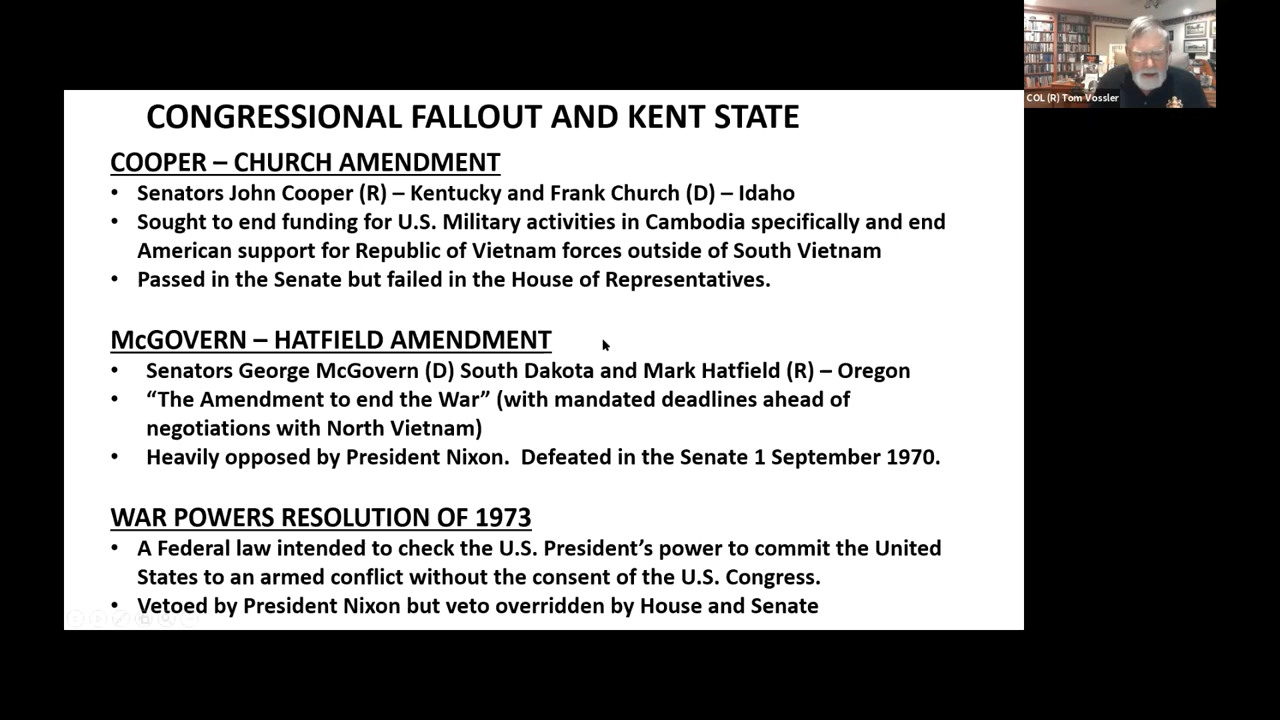 COL (R) Tom Vossler
CONGRESSIONAL FALLOUT AND KENT STATE
COOPER – CHURCH AMENDMENT
• Senators John Cooper (R) – Kentucky and Frank Church (D) – Idaho
• Sought to end funding for U.S. Military activities in Cambodia specifically and end
American support for Republic of Vietnam forces outside of South Vietnam
• Passed in the Senate but failed in the House of Representatives.
McGOVERN – HATFIELD AMENDMENT
• Senators George McGovern (D) South Dakota and Mark Hatfield (R) – Oregon
• “The Amendment to end the War” (with mandated deadlines ahead of
negotiations with North Vietnam)
• Heavily opposed by President Nixon.  Defeated in the Senate 1 September 1970.
WAR POWERS RESOLUTION OF 1973
• A Federal law intended to check the U.S. President’s power to commit the United
States to an armed conflict without the consent of the U.S. Congress.
• Vetoed by President Nixon but veto overridden by House and Senate